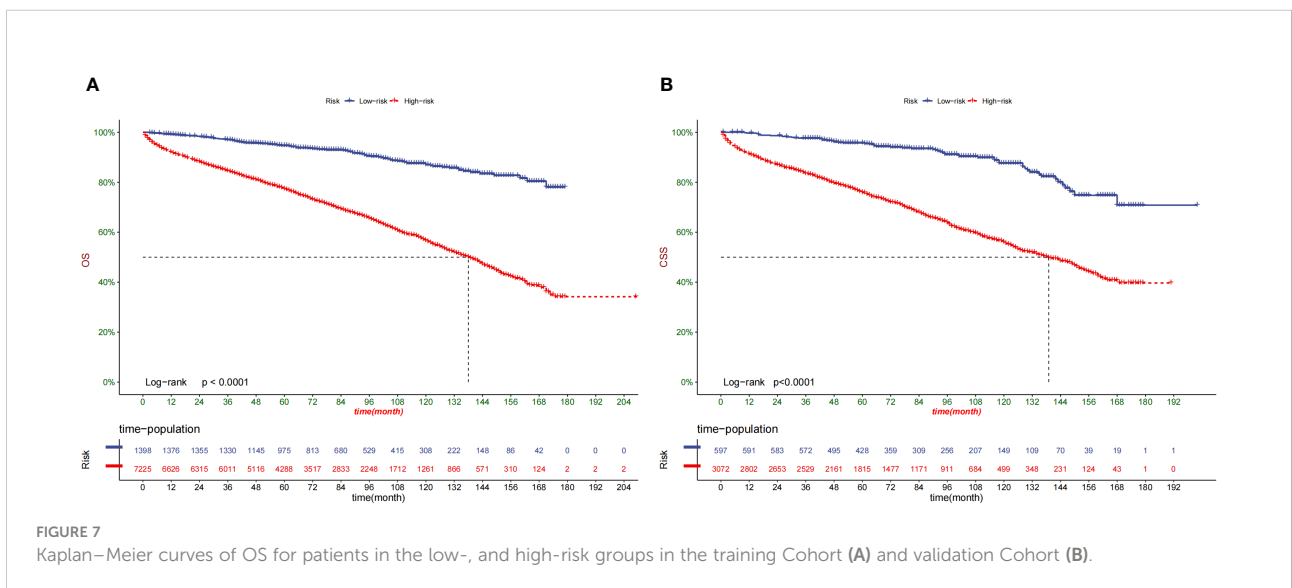 A
Risk Low-risk High-risk
100%
80%
60%
40%
20%
0%
OS
Log-rank p < 0.0001
0 12 24 36 48 60 72 84 96 108 120 132 144 156 168 180 192 204
time(month)
time-population
Risk
1398 1376 1355 1330 1145 975 813 680 529 415 308 222 148 86 42 0 0 0
7225 6626 6315 6011 5116 4288 3517 2833 2248 1712 1261 866 571 310 124 2 2 2
0 12 24 36 48 60 72 84 96 108 120 132 144 156 168 180 192 204
time(month)
B
Risk Low-risk High-risk
100%
80%
60%
40%
20%
0%
CSS
Log-rank p<0.0001
0 12 24 36 48 60 72 84 96 108 120 132 144 156 168 180 192
time(month)
time-population
Risk
597 591 583 572 495 428 359 309 256 207 149 109 70 39 19 1 1
3072 2802 2653 2529 2161 1815 1477 1171 911 684 499 348 231 124 43 1 0
0 12 24 36 48 60 72 84 96 108 120 132 144 156 168 180 192
time(month)
FIGURE 7
Kaplan–Meier curves of OS for patients in the low-, and high-risk groups in the training Cohort (A) and validation Cohort (B).